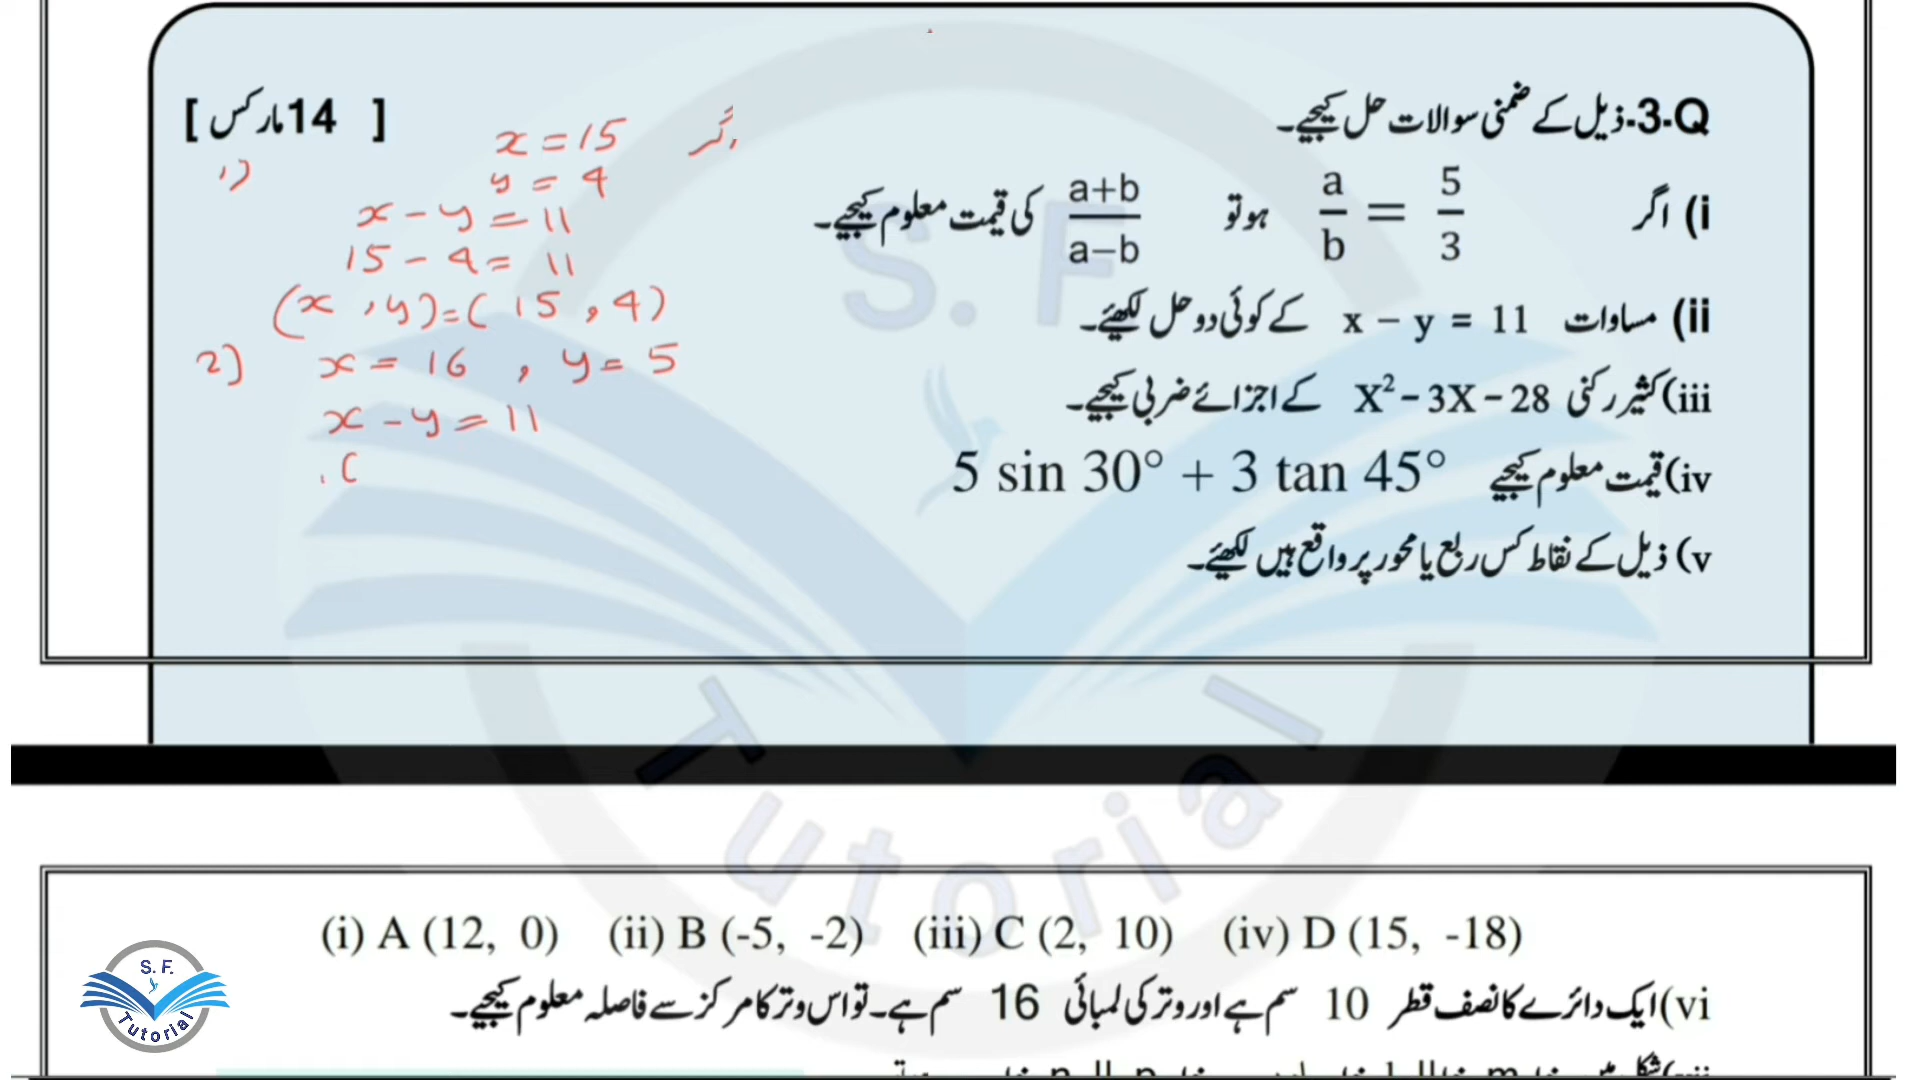 Q-3-ذیل کے ضمنی سوالات حل کیجیے۔ [ 14 مارکس ]
i) اگر a/b = 5/3 ہو تو a+b/a−b کی قیمت معلوم کیجیے۔
ii) مساوات x − y = 11 کے کوئی دو حل لکھئے۔
iii) کثیر رکنی X² − 3X − 28 کے اجزائے ضربی کیجیے۔
iv) قیمت معلوم کیجیے 5 sin 30° + 3 tan 45°
v) ذیل کے نقاط کس ربع یا محور پر واقع ہیں لکھئے۔
1) x = 15 اگر
y = 4
x − y = 11
15 − 4 = 11
(x , y) = ( 15 , 4 )
2) x = 16 , y = 5
x − y = 11
(i) A (12, 0) (ii) B (-5, -2) (iii) C (2, 10) (iv) D (15, -18)
vi) ایک دائرے کا نصف قطر 10 سم ہے اور وتر کی لمبائی 16 سم ہے۔ تو اس وتر کا مرکز سے فاصلہ معلوم کیجیے۔
S. F.
Tutorial
S. F
Tutorial